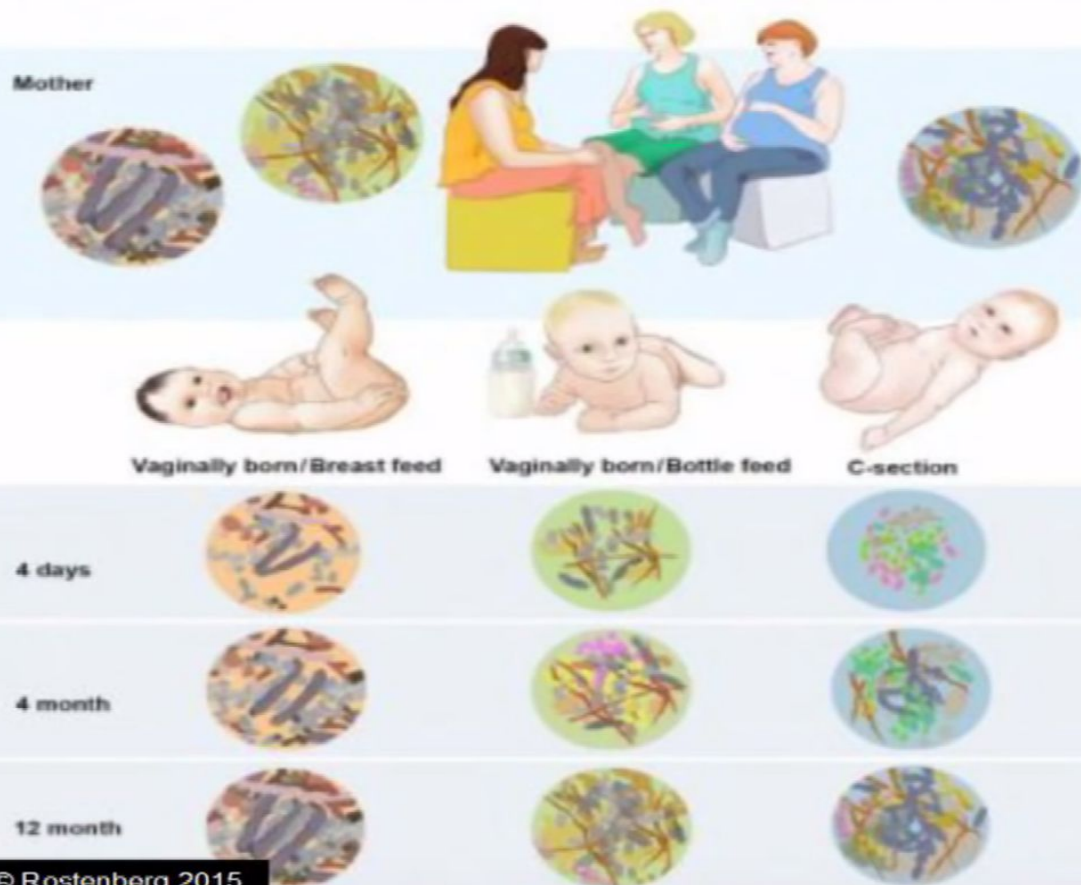 Mother
Vaginally born/Breast feed
Vaginally born/Bottle feed
C-section
4 days
4 month
12 month
© Rostenberg 2015